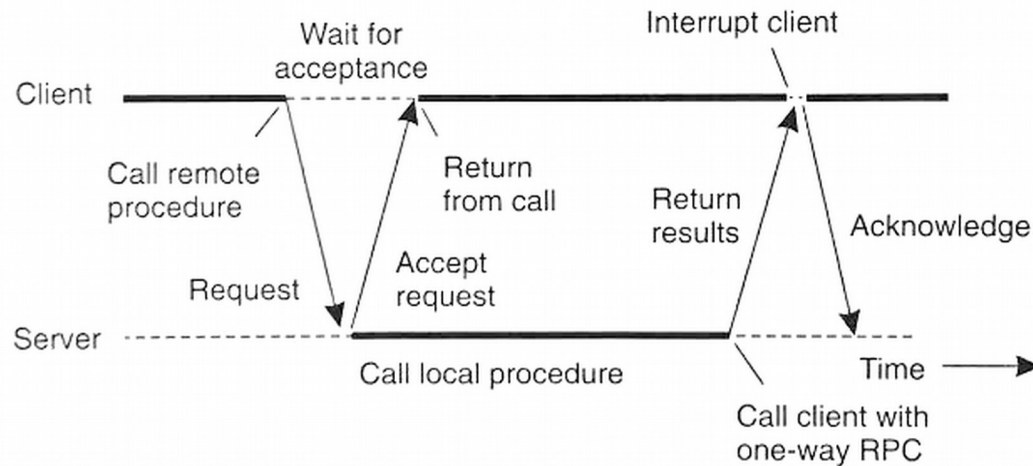 Interrupt client
Wait for
acceptance
Client
Call remote
procedure
Return
from call
Return
results
Acknowledge
Request
Accept
request
Server
Call local procedure
Time
Call client with
one-way RPC